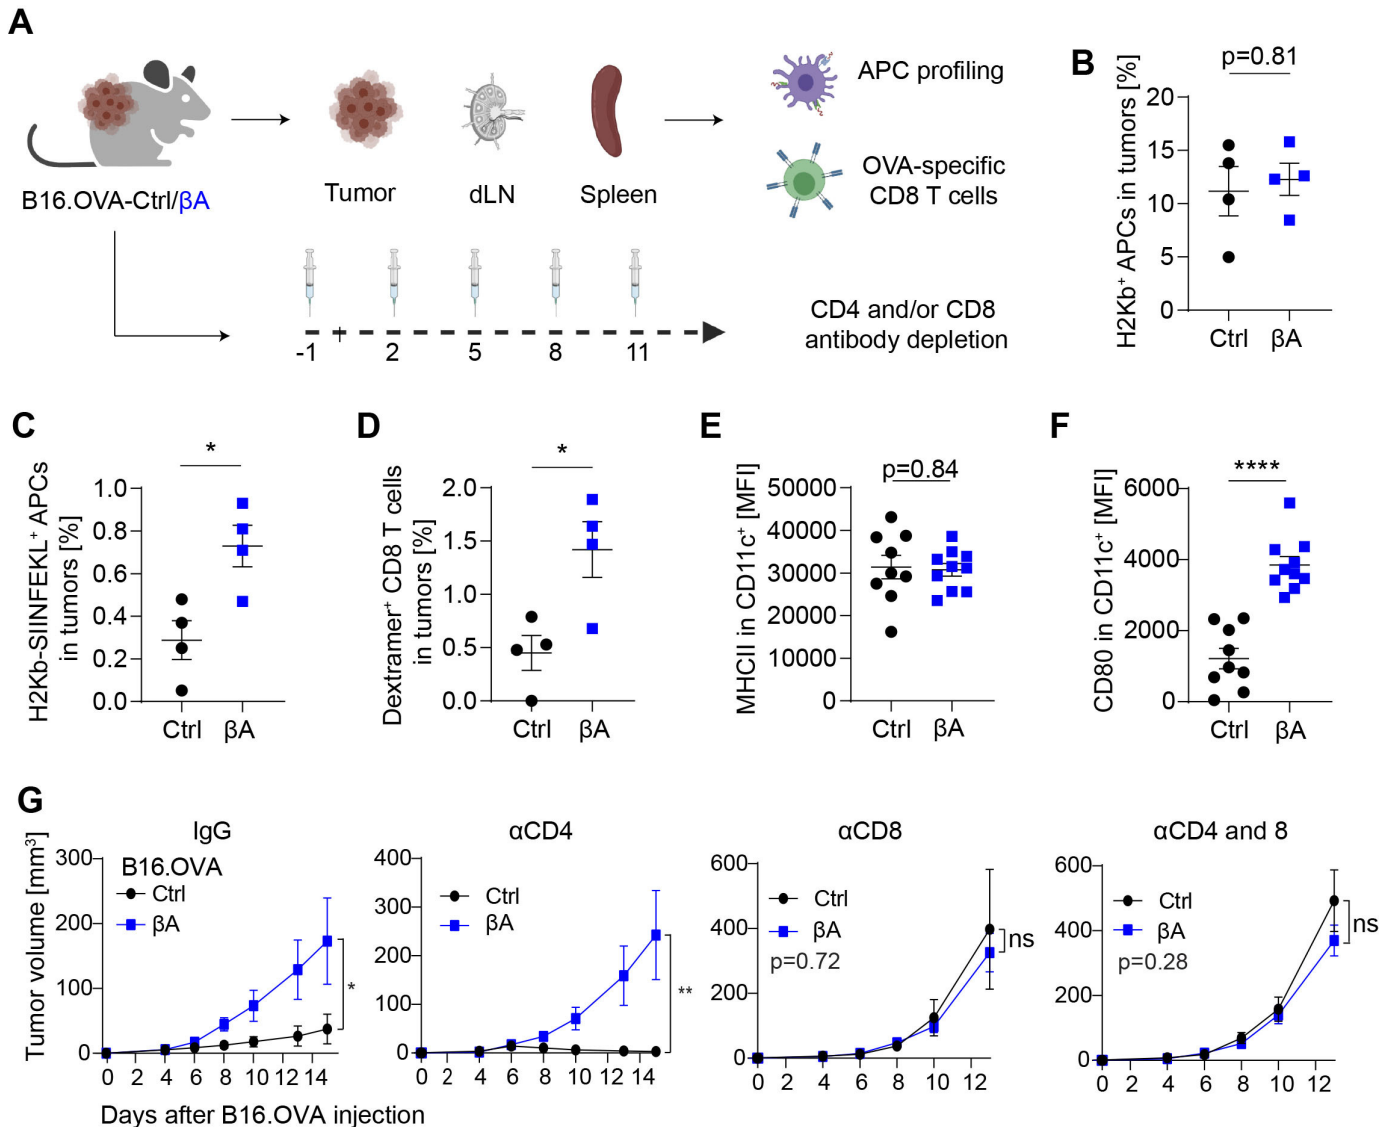 A
B16.OVA-Ctrl/βA
Tumor
dLN
Spleen
APC profiling
OVA-specific
CD8 T cells
-1
2
5
8
11
CD4 and/or CD8
antibody depletion
B
H2Kb⁺ APCs in tumors [%]
p=0.81
20
15
10
5
0
Ctrl
βA
C
H2Kb-SIINFEKL⁺ APCs
in tumors [%]
*
1.0
0.8
0.6
0.4
0.2
0.0
Ctrl
βA
D
Dextramer⁺ CD8 T cells
in tumors [%]
*
2.0
1.5
1.0
0.5
0.0
Ctrl
βA
E
MHCII in CD11c⁺ [MFI]
p=0.84
50000
40000
30000
20000
10000
0
Ctrl
βA
F
CD80 in CD11c⁺ [MFI]
****
6000
4000
2000
0
Ctrl
βA
G
Tumor volume [mm³]
IgG
B16.OVA
Ctrl
βA
300
200
100
0
*
0 2 4 6 8 10 12 14
Days after B16.OVA injection
αCD4
Ctrl
βA
400
300
200
100
0
**
0 2 4 6 8 10 12 14
αCD8
Ctrl
βA
p=0.72
600
400
200
0
ns
0 2 4 6 8 10 12
αCD4 and 8
Ctrl
βA
p=0.28
600
400
200
0
ns
0 2 4 6 8 10 12